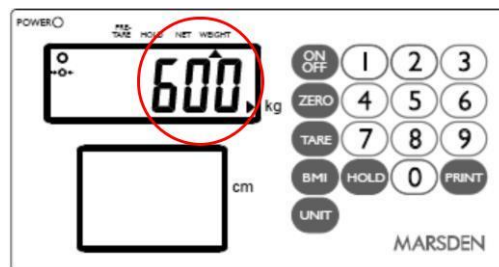 POWER
PRE-
TARE HOLD NET WEIGHT
→0←
600
kg
cm
ON
OFF
1 2 3
ZERO 4 5 6
TARE 7 8 9
BMI HOLD 0 PRINT
UNIT
MARSDEN